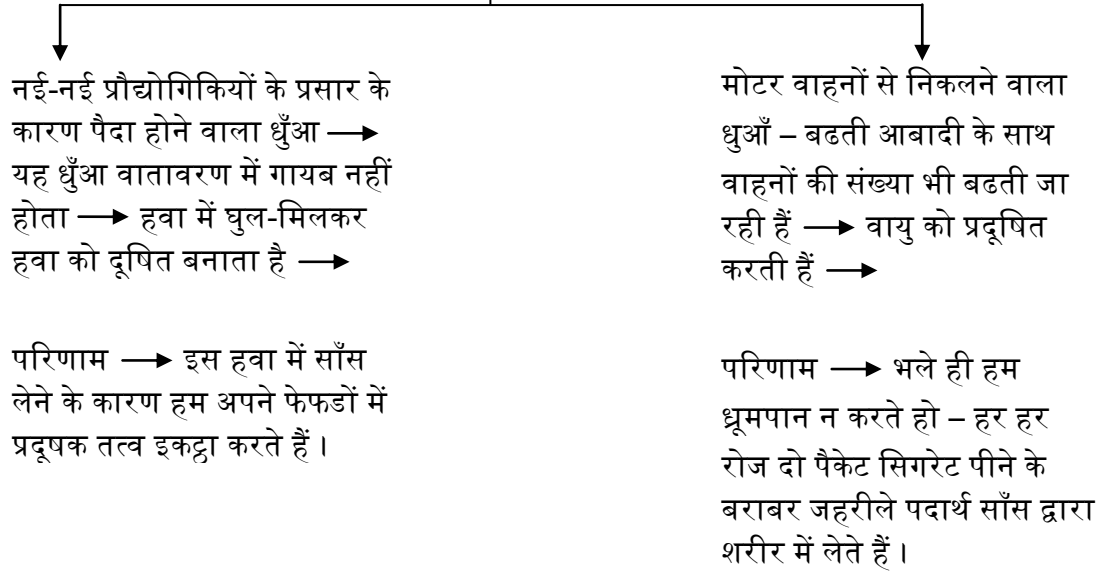 नई-नई प्रौद्योगिकियों के प्रसार के
कारण पैदा होने वाला धुँआ →
यह धुँआ वातावरण में गायब नहीं
होता → हवा में घुल-मिलकर
हवा को दूषित बनाता है →
परिणाम → इस हवा में साँस
लेने के कारण हम अपने फेफडों में
प्रदूषक तत्व इकट्ठा करते हैं ।
मोटर वाहनों से निकलने वाला
धुआँ – बढती आबादी के साथ
वाहनों की संख्या भी बढती जा
रही हैं → वायु को प्रदूषित
करती हैं →
परिणाम → भले ही हम
ध्रूमपान न करते हो – हर हर
रोज दो पैकेट सिगरेट पीने के
बराबर जहरीले पदार्थ साँस द्वारा
शरीर में लेते हैं ।